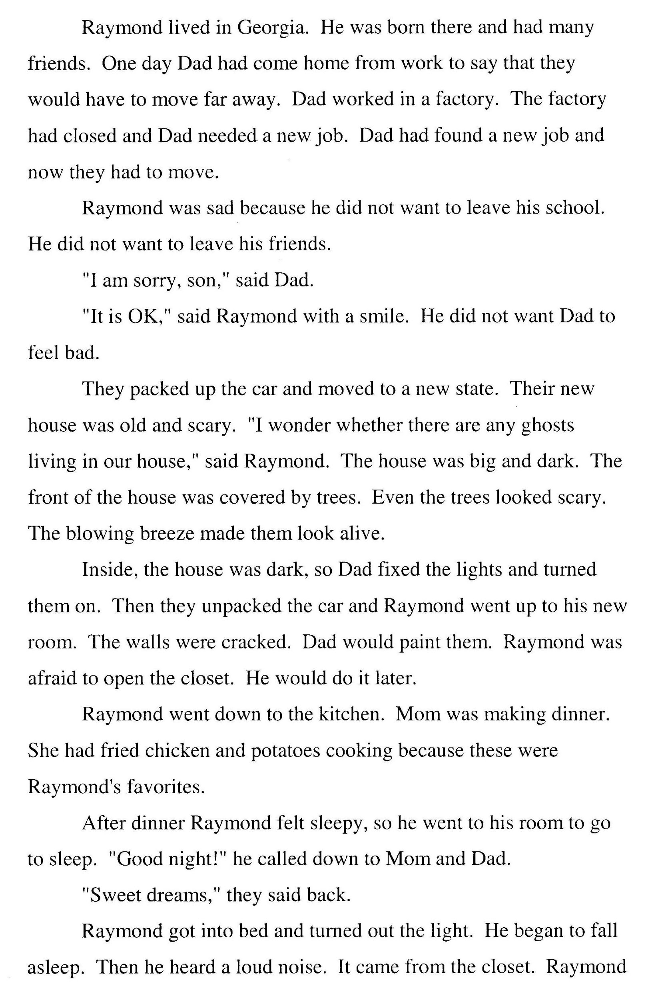 Raymond lived in Georgia.  He was born there and had many
friends.  One day Dad had come home from work to say that they
would have to move far away.  Dad worked in a factory.  The factory
had closed and Dad needed a new job.  Dad had found a new job and
now they had to move.
Raymond was sad because he did not want to leave his school.
He did not want to leave his friends.
"I am sorry, son," said Dad.
"It is OK," said Raymond with a smile.  He did not want Dad to
feel bad.
They packed up the car and moved to a new state.  Their new
house was old and scary.  "I wonder whether there are any ghosts
living in our house," said Raymond.  The house was big and dark.  The
front of the house was covered by trees.  Even the trees looked scary.
The blowing breeze made them look alive.
Inside, the house was dark, so Dad fixed the lights and turned
them on.  Then they unpacked the car and Raymond went up to his new
room.  The walls were cracked.  Dad would paint them.  Raymond was
afraid to open the closet.  He would do it later.
Raymond went down to the kitchen.  Mom was making dinner.
She had fried chicken and potatoes cooking because these were
Raymond's favorites.
After dinner Raymond felt sleepy, so he went to his room to go
to sleep.  "Good night!" he called down to Mom and Dad.
"Sweet dreams," they said back.
Raymond got into bed and turned out the light.  He began to fall
asleep.  Then he heard a loud noise.  It came from the closet.  Raymond